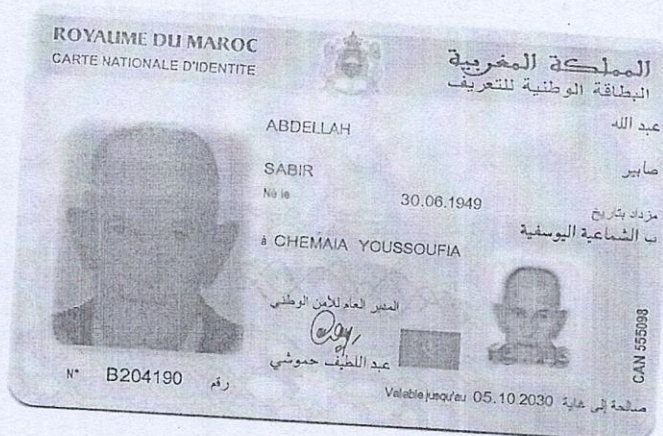 ROYAUME DU MAROC
المملكة المغربية
CARTE NATIONALE D'IDENTITE
البطاقة الوطنية للتعريف
ABDELLAH
عبد الله
SABIR
صابير
Né le 30.06.1949 مزداد بتاريخ
à CHEMAIA YOUSSOUFIA
ب الشماعية اليوسفية
المدير العام للأمن الوطني
عبد اللطيف حموشي
N° B204190 رقم
Valable jusqu'au 05.10.2030 صالحة إلى غاية
CAN 555098